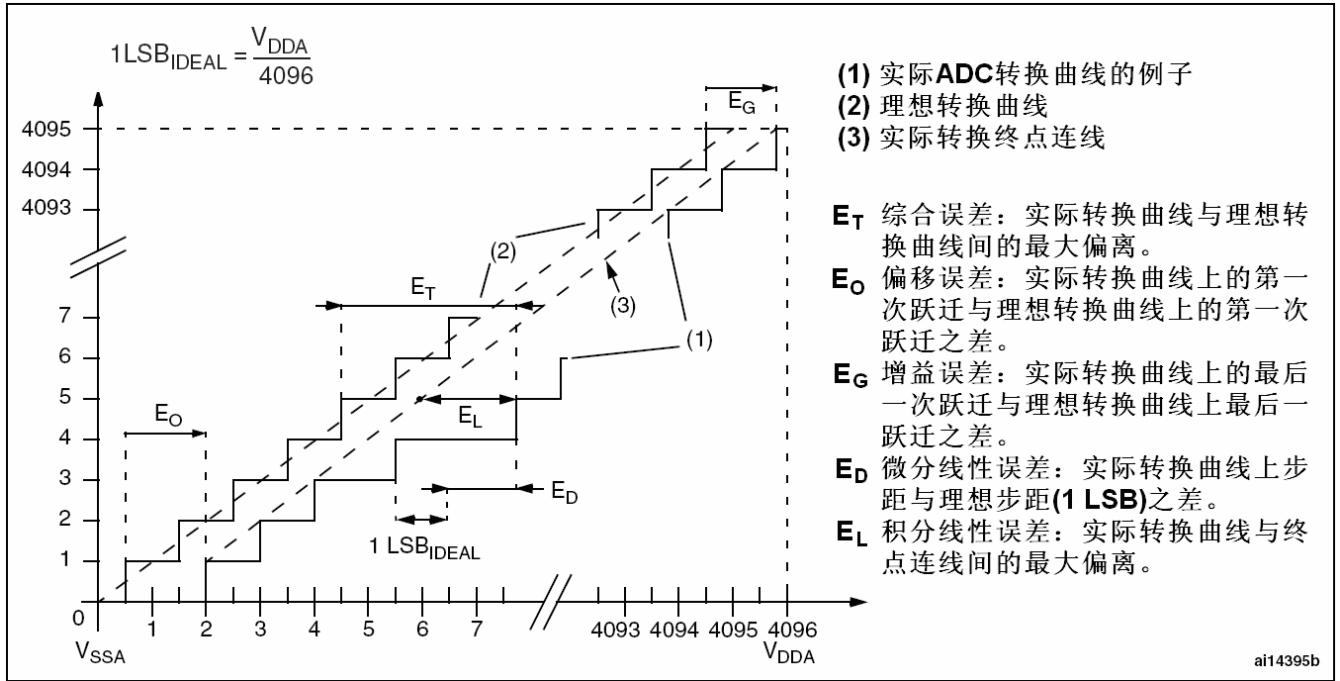 1LSB_IDEAL = V_DDA / 4096
(1) 实际ADC转换曲线的例子
(2) 理想转换曲线
(3) 实际转换终点连线
E_T 综合误差：实际转换曲线与理想转
换曲线间的最大偏离。
E_O 偏移误差：实际转换曲线上的第一
次跃迁与理想转换曲线上的第一次
跃迁之差。
E_G 增益误差：实际转换曲线上的最后
一次跃迁与理想转换曲线上最后一
跃迁之差。
E_D 微分线性误差：实际转换曲线上步
距与理想步距(1 LSB)之差。
E_L 积分线性误差：实际转换曲线与终
点连线间的最大偏离。
E_G
4095
4094
4093
(2)
E_T
(3)
(1)
7
6
5
4
3
2
1
E_O
E_L
E_D
1 LSB_IDEAL
0
1 2 3 4 5 6 7 4093 4094 4095 4096
V_SSA
V_DDA
ai14395b